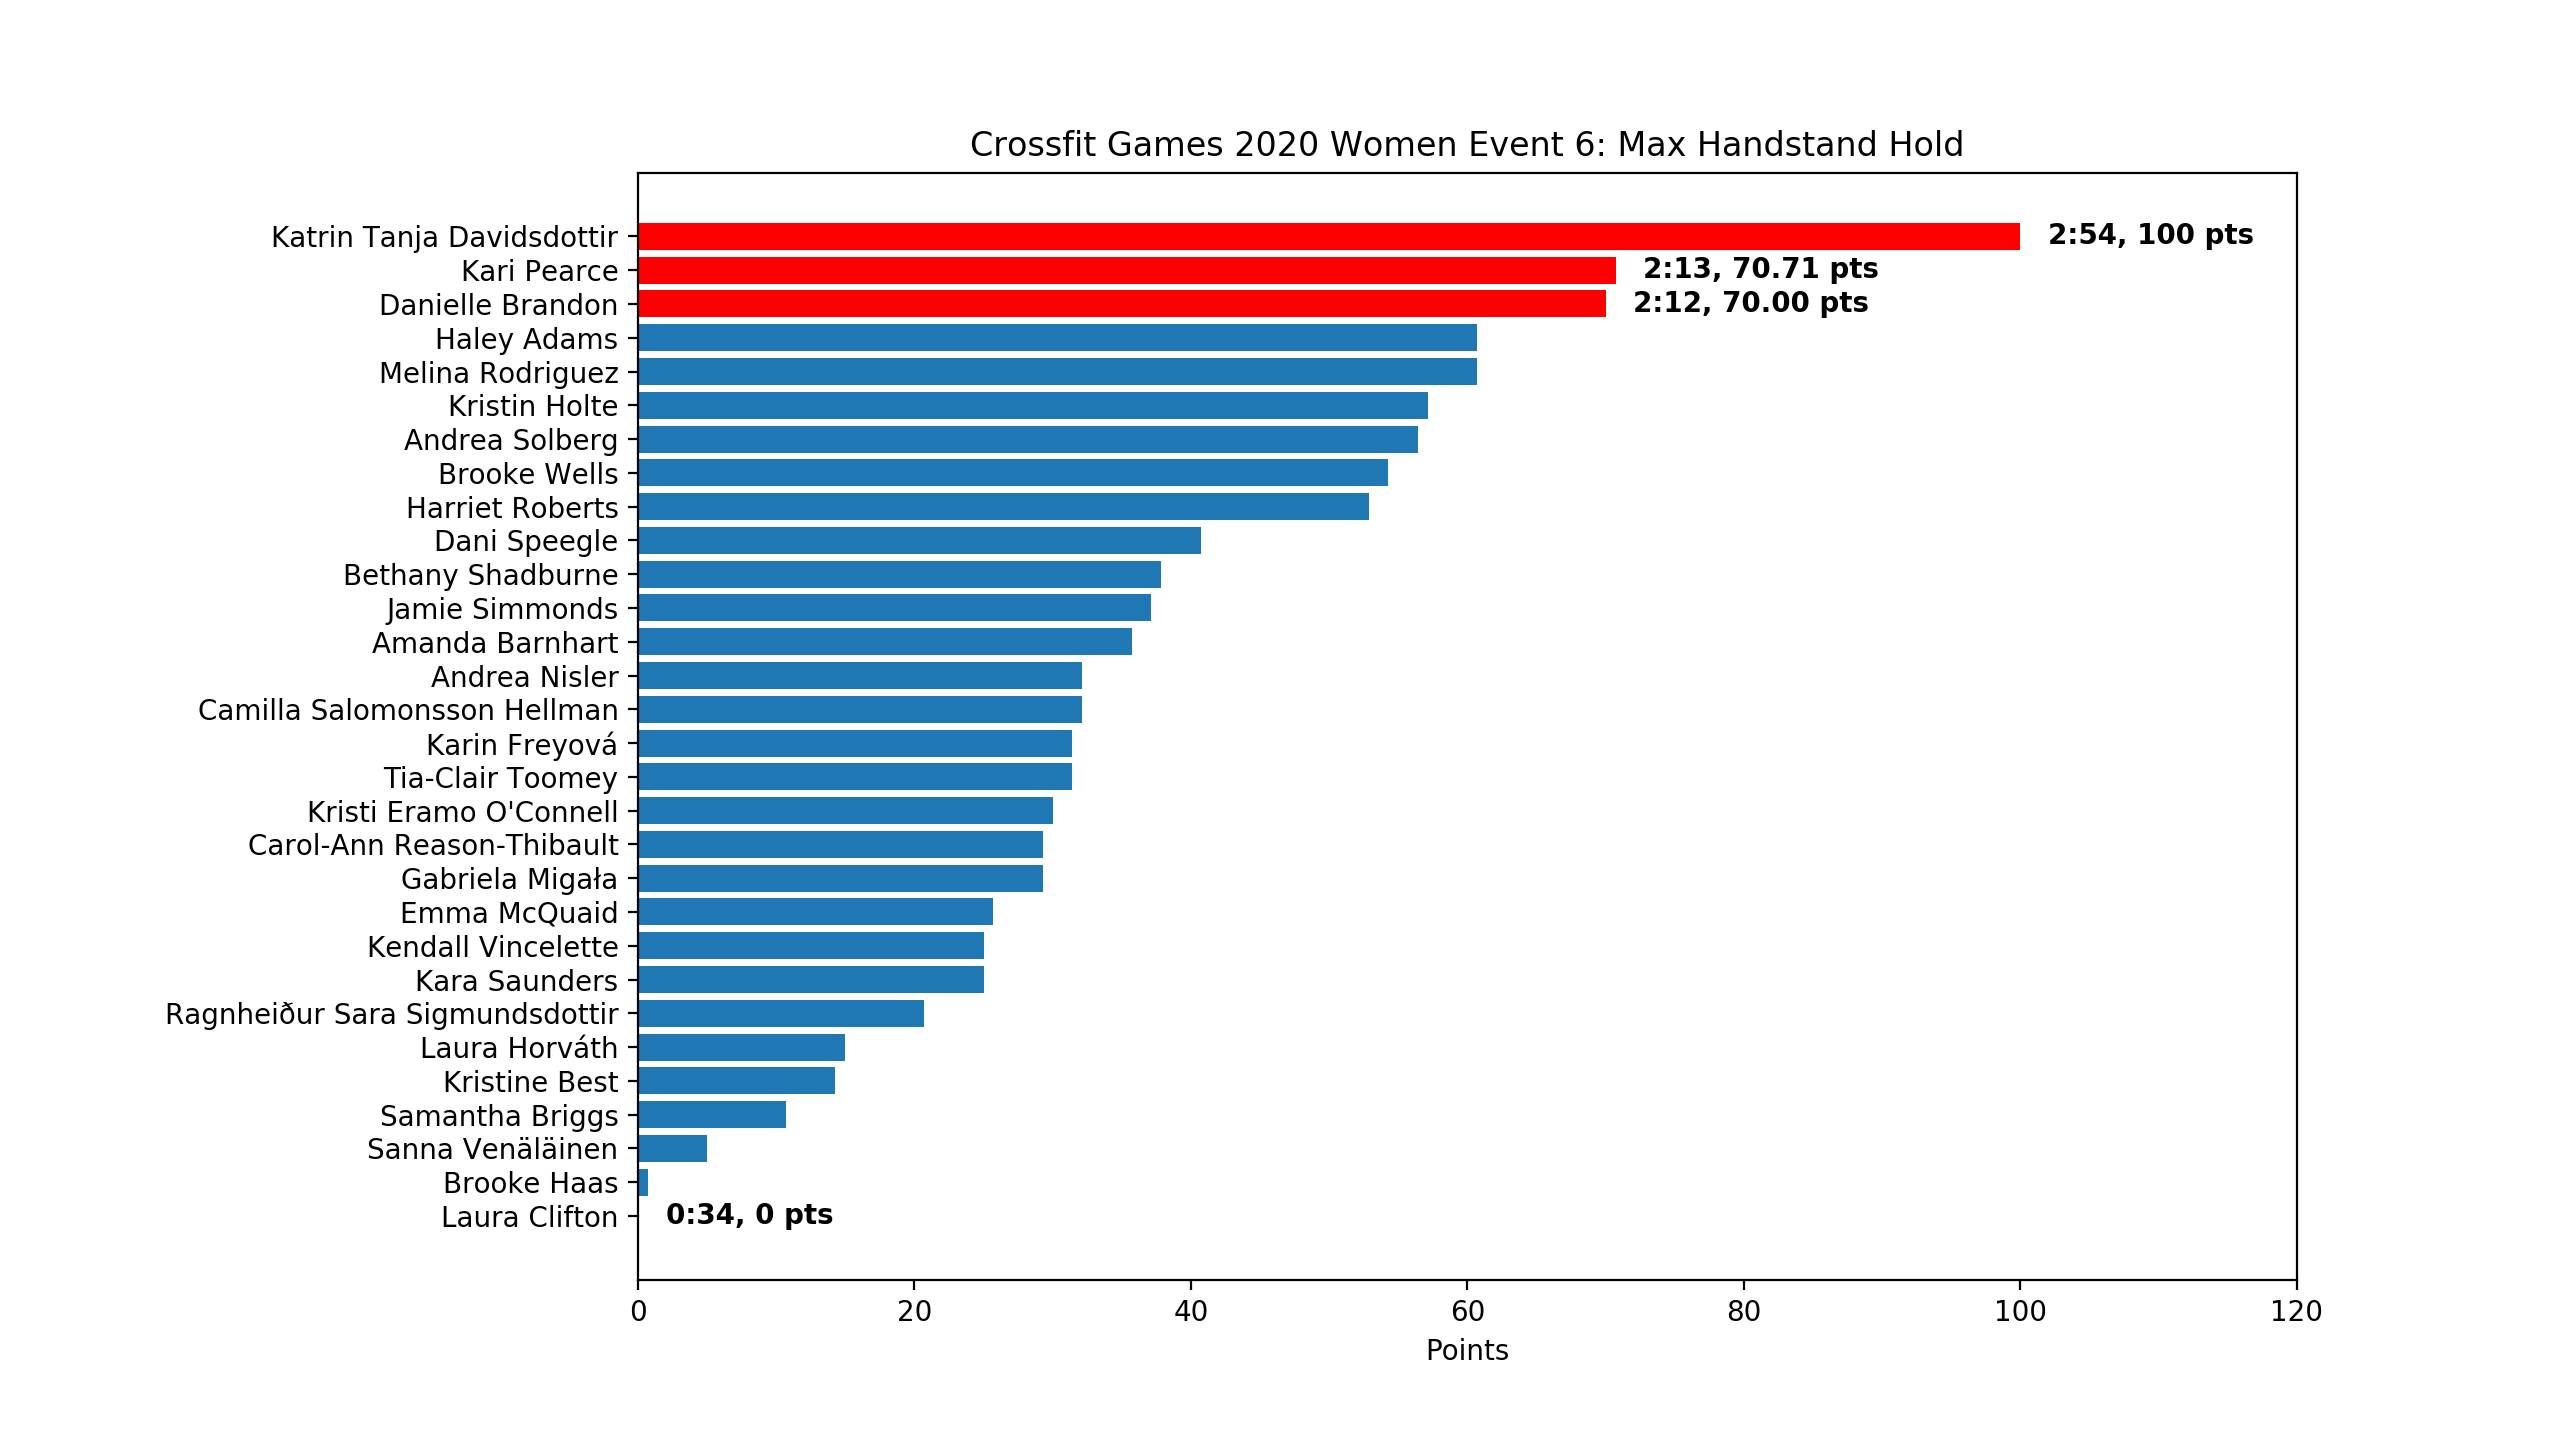 Crossfit Games 2020 Women Event 6: Max Handstand Hold
Katrin Tanja Davidsdottir 2:54, 100 pts
Kari Pearce 2:13, 70.71 pts
Danielle Brandon 2:12, 70.00 pts
Haley Adams
Melina Rodriguez
Kristin Holte
Andrea Solberg
Brooke Wells
Harriet Roberts
Dani Speegle
Bethany Shadburne
Jamie Simmonds
Amanda Barnhart
Andrea Nisler
Camilla Salomonsson Hellman
Karin Freyová
Tia-Clair Toomey
Kristi Eramo O'Connell
Carol-Ann Reason-Thibault
Gabriela Migała
Emma McQuaid
Kendall Vincelette
Kara Saunders
Ragnheiður Sara Sigmundsdottir
Laura Horváth
Kristine Best
Samantha Briggs
Sanna Venäläinen
Brooke Haas
Laura Clifton 0:34, 0 pts
0 20 40 60 80 100 120
Points